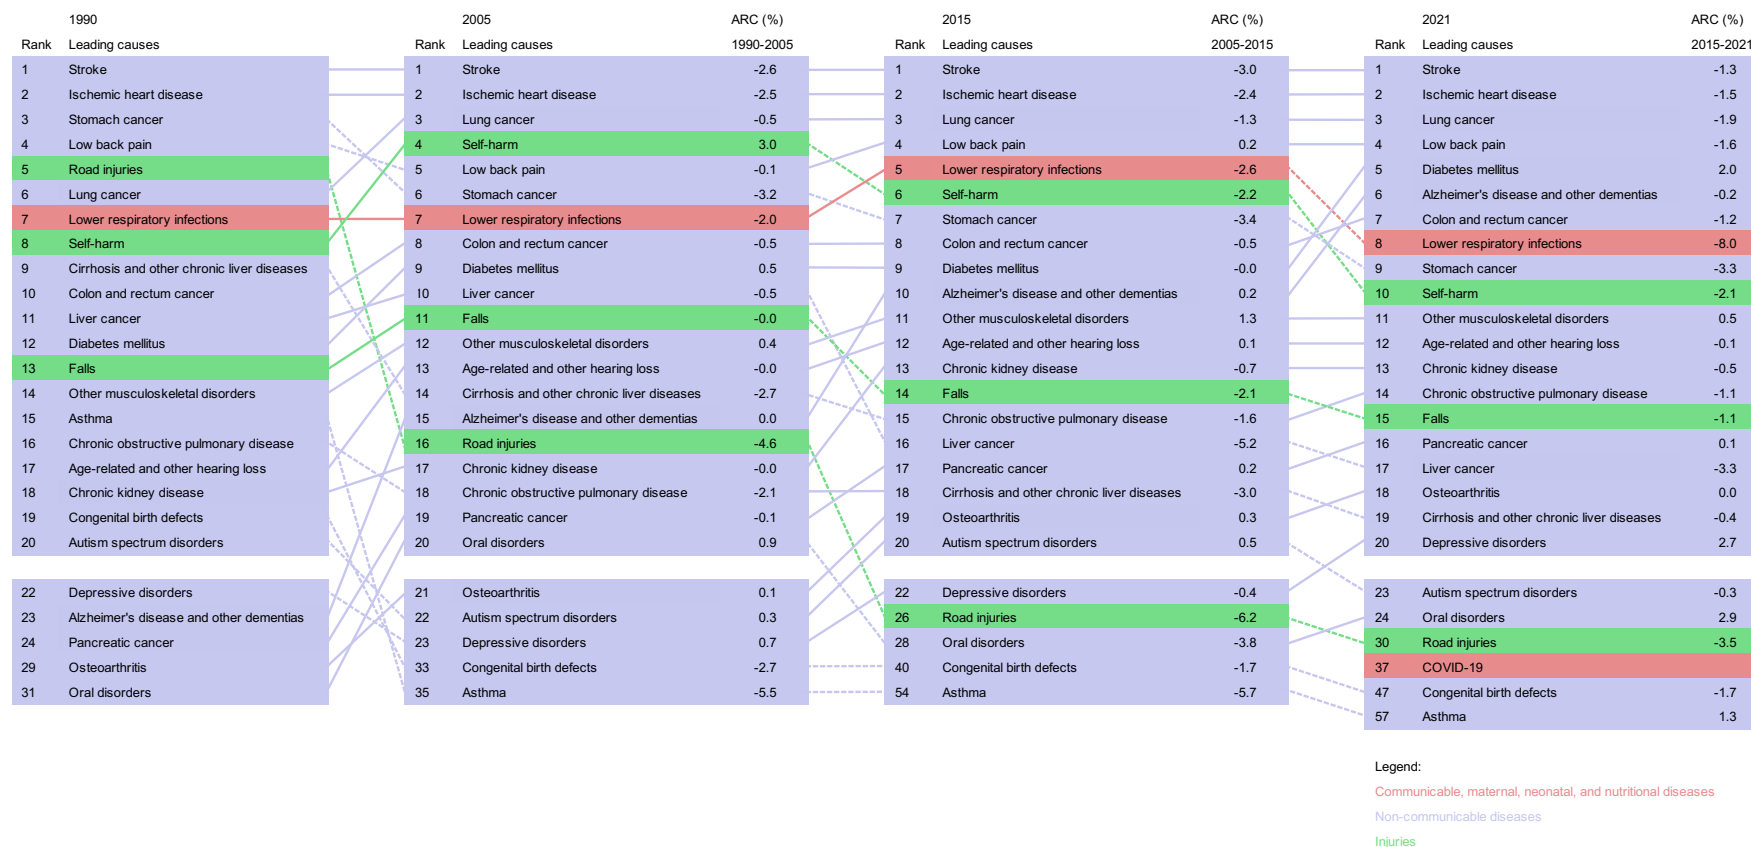 1990 2005 ARC (%) 2015 ARC (%) 2021 ARC (%)
Rank Leading causes Rank Leading causes 1990-2005 Rank Leading causes 2005-2015 Rank Leading causes 2015-2021
1 Stroke 1 Stroke -2.6 1 Stroke -3.0 1 Stroke -1.3
2 Ischemic heart disease 2 Ischemic heart disease -2.5 2 Ischemic heart disease -2.4 2 Ischemic heart disease -1.5
3 Stomach cancer 3 Lung cancer -0.5 3 Lung cancer -1.3 3 Lung cancer -1.9
4 Low back pain 4 Self-harm 3.0 4 Low back pain 0.2 4 Low back pain -1.6
5 Road injuries 5 Low back pain -0.1 5 Lower respiratory infections -2.6 5 Diabetes mellitus 2.0
6 Lung cancer 6 Stomach cancer -3.2 6 Self-harm -2.2 6 Alzheimer's disease and other dementias -0.2
7 Lower respiratory infections 7 Lower respiratory infections -2.0 7 Stomach cancer -3.4 7 Colon and rectum cancer -1.2
8 Self-harm 8 Colon and rectum cancer -0.5 8 Colon and rectum cancer -0.5 8 Lower respiratory infections -8.0
9 Cirrhosis and other chronic liver diseases 9 Diabetes mellitus 0.5 9 Diabetes mellitus -0.0 9 Stomach cancer -3.3
10 Colon and rectum cancer 10 Liver cancer -0.5 10 Alzheimer's disease and other dementias 0.2 10 Self-harm -2.1
11 Liver cancer 11 Falls -0.0 11 Other musculoskeletal disorders 1.3 11 Other musculoskeletal disorders 0.5
12 Diabetes mellitus 12 Other musculoskeletal disorders 0.4 12 Age-related and other hearing loss 0.1 12 Age-related and other hearing loss -0.1
13 Falls 13 Age-related and other hearing loss -0.0 13 Chronic kidney disease -0.7 13 Chronic kidney disease -0.5
14 Other musculoskeletal disorders 14 Cirrhosis and other chronic liver diseases -2.7 14 Falls -2.1 14 Chronic obstructive pulmonary disease -1.1
15 Asthma 15 Alzheimer's disease and other dementias 0.0 15 Chronic obstructive pulmonary disease -1.6 15 Falls -1.1
16 Chronic obstructive pulmonary disease 16 Road injuries -4.6 16 Liver cancer -5.2 16 Pancreatic cancer 0.1
17 Age-related and other hearing loss 17 Chronic kidney disease -0.0 17 Pancreatic cancer 0.2 17 Liver cancer -3.3
18 Chronic kidney disease 18 Chronic obstructive pulmonary disease -2.1 18 Cirrhosis and other chronic liver diseases -3.0 18 Osteoarthritis 0.0
19 Congenital birth defects 19 Pancreatic cancer -0.1 19 Osteoarthritis 0.3 19 Cirrhosis and other chronic liver diseases -0.4
20 Autism spectrum disorders 20 Oral disorders 0.9 20 Autism spectrum disorders 0.5 20 Depressive disorders 2.7
22 Depressive disorders 21 Osteoarthritis 0.1 22 Depressive disorders -0.4 23 Autism spectrum disorders -0.3
23 Alzheimer's disease and other dementias 22 Autism spectrum disorders 0.3 26 Road injuries -6.2 24 Oral disorders 2.9
24 Pancreatic cancer 23 Depressive disorders 0.7 28 Oral disorders -3.8 30 Road injuries -3.5
29 Osteoarthritis 33 Congenital birth defects -2.7 40 Congenital birth defects -1.7 37 COVID-19
31 Oral disorders 35 Asthma -5.5 54 Asthma -5.7 47 Congenital birth defects -1.7
57 Asthma 1.3
Legend:
Communicable, maternal, neonatal, and nutritional diseases
Non-communicable diseases
Injuries